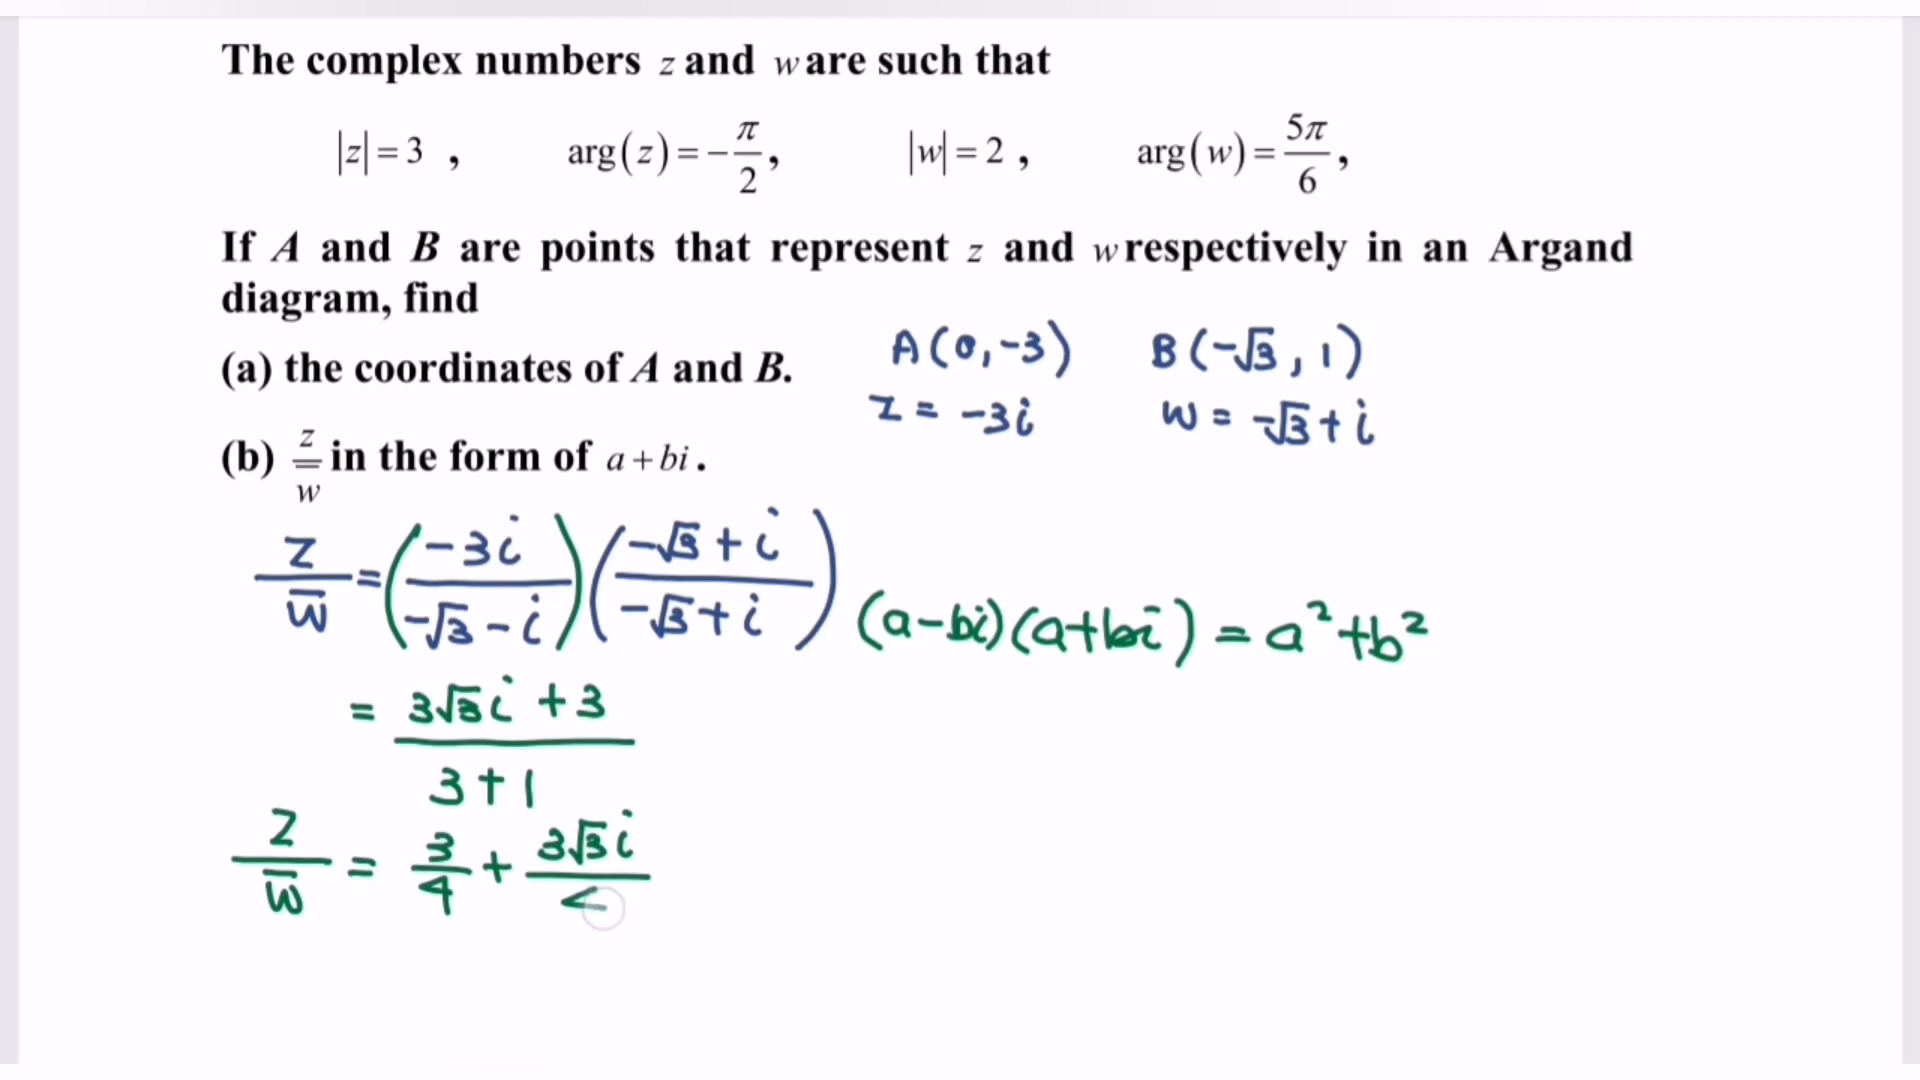 The complex numbers z and w are such that
|z| = 3 , arg(z) = −π/2, |w| = 2 , arg(w) = 5π/6 ,
If A and B are points that represent z and w respectively in an Argand
diagram, find
A(0,-3) B(-√3, 1)
(a) the coordinates of A and B.
z = -3i w = -√3 + i
(b) z/w̅ in the form of a + bi .
z/w̅ = (-3i/(-√3 - i)) ((-√3 + i)/(-√3 + i)) (a-bi)(a+bi) = a² + b²
= (3√3i + 3)/(3 + 1)
z/w̅ = 3/4 + 3√3i/